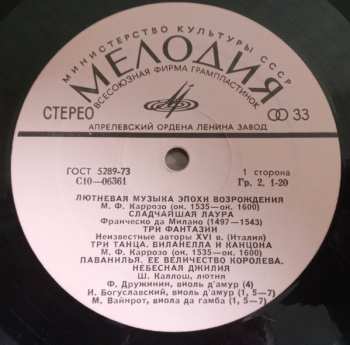 МИНИСТЕРСТВО КУЛЬТУРЫ СССР
МЕЛОДИЯ
ВСЕСОЮЗНАЯ ФИРМА ГРАМПЛАСТИНОК
СТЕРЕО
33
АПРЕЛЕВСКИЙ ОРДЕНА ЛЕНИНА ЗАВОД
ГОСТ 5289-73
С10—06361
1 сторона
Гр. 2. 1-20
ЛЮТНЕВАЯ МУЗЫКА ЭПОХИ ВОЗРОЖДЕНИЯ
М. Ф. Каррозо (ок. 1535—ок. 1600)
СЛАДЧАЙШАЯ ЛАУРА
Франческо да Милано (1497—1543)
ТРИ ФАНТАЗИИ
Неизвестные авторы XVI в. (Италия)
ТРИ ТАНЦА. ВИЛАНЕЛЛА И КАНЦОНА
М. Ф. Каррозо (ок. 1535—ок. 1600)
ПАВАНИЛЬЯ. ЕЕ ВЕЛИЧЕСТВО КОРОЛЕВА.
НЕБЕСНАЯ ДЖИЛИЯ
Ш. Каллош, лютня
Ф. Дружинин, виоль д'амур (4)
И. Богуславский, виоль д'амур (1, 5—7)
М. Вайнрот, виола да гамба (1, 5—7)